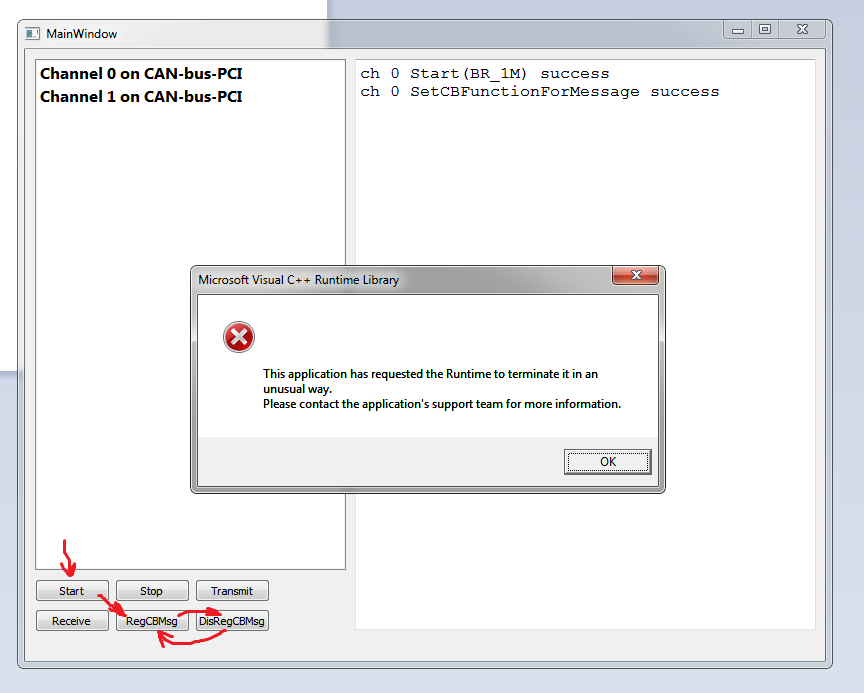 MainWindow
Channel 0 on CAN-bus-PCI
Channel 1 on CAN-bus-PCI
ch 0 Start(BR_1M) success
ch 0 SetCBFunctionForMessage success
Microsoft Visual C++ Runtime Library
This application has requested the Runtime to terminate it in an
unusual way.
Please contact the application's support team for more information.
OK
Start Stop Transmit
Receive RegCBMsg DisRegCBMsg